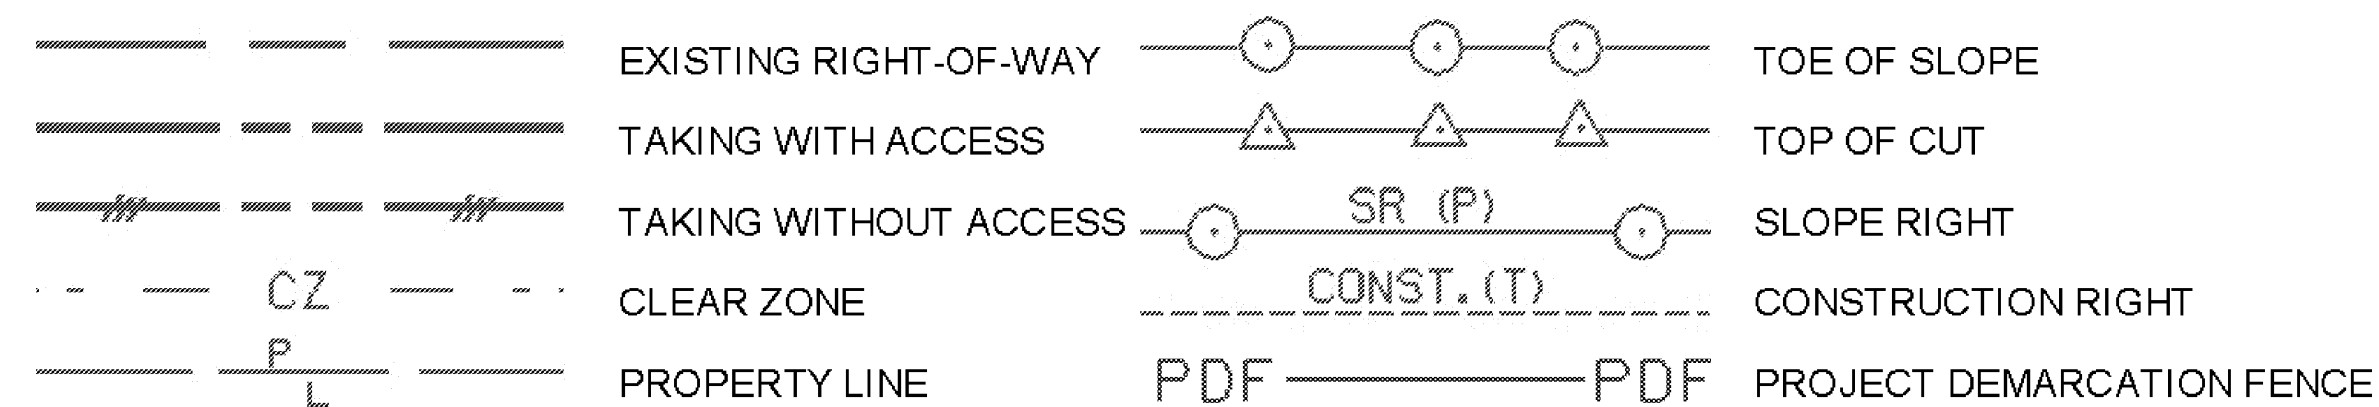 EXISTING RIGHT-OF-WAY
TAKING WITH ACCESS
TAKING WITHOUT ACCESS
CZ CLEAR ZONE
P
L PROPERTY LINE
TOE OF SLOPE
TOP OF CUT
SR (P) SLOPE RIGHT
CONST.(T) CONSTRUCTION RIGHT
PDF PDF PROJECT DEMARCATION FENCE